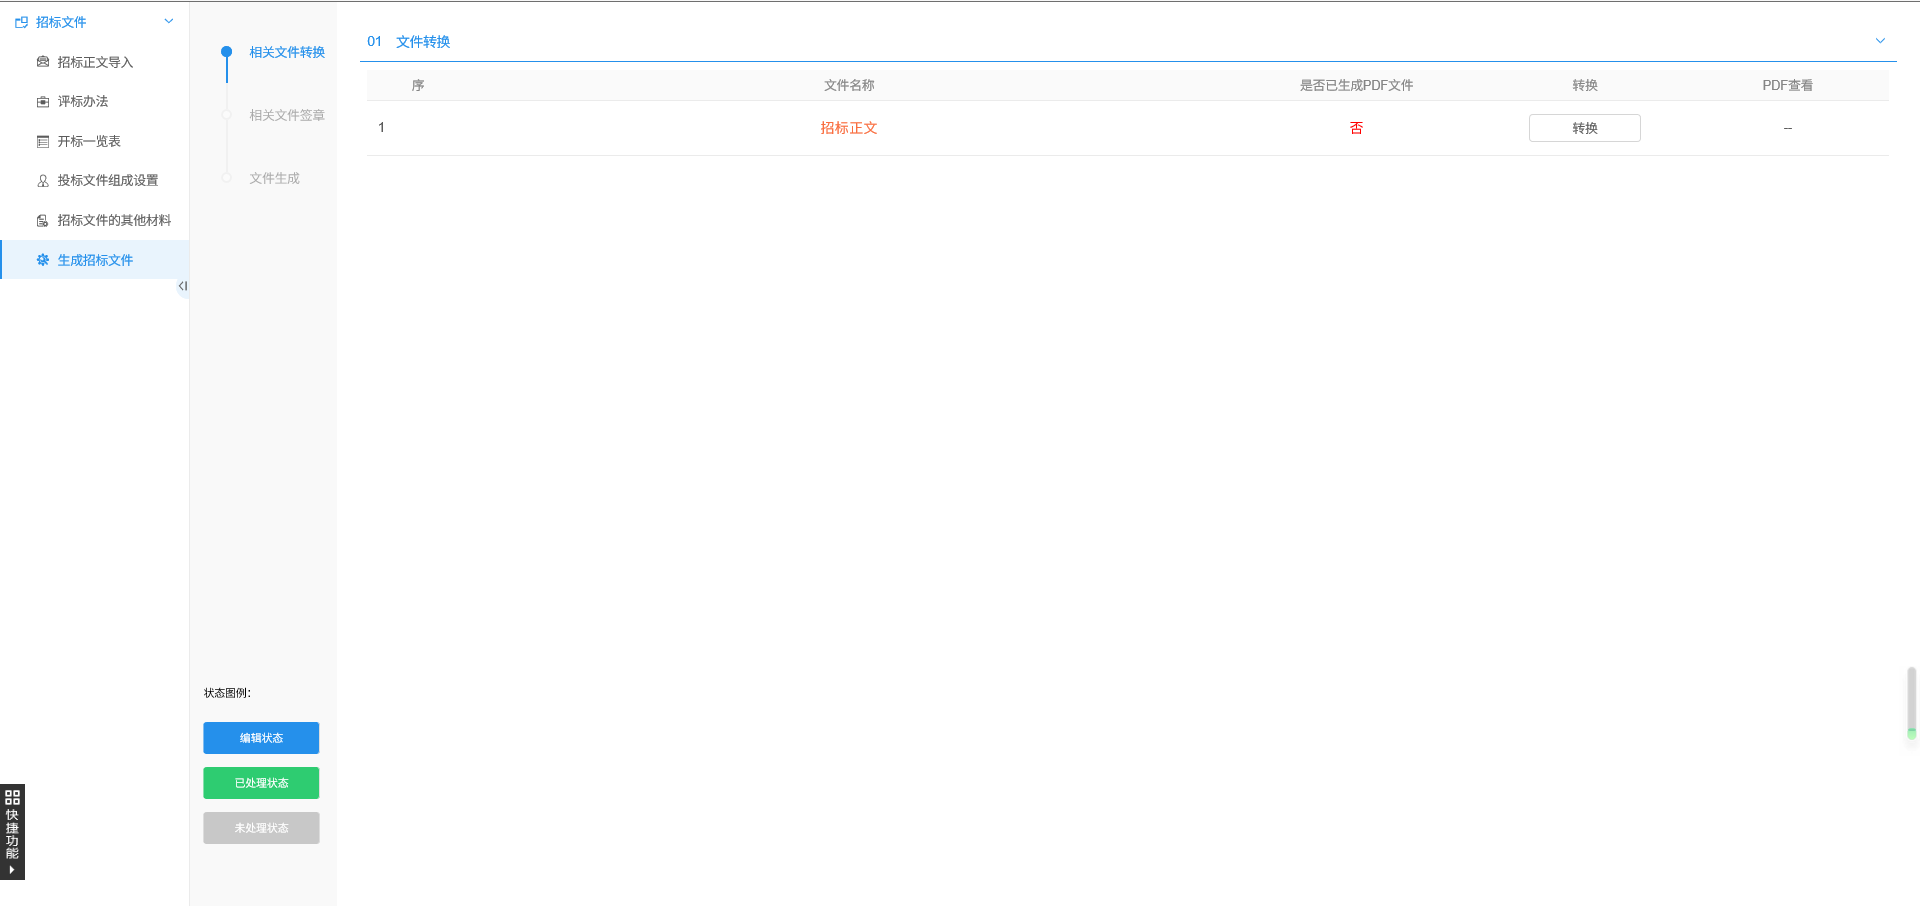 招标文件
招标正文导入
评标办法
开标一览表
投标文件组成设置
招标文件的其他材料
生成招标文件
相关文件转换
相关文件签章
文件生成
状态图例：
编辑状态
已处理状态
未处理状态
快捷功能
01 文件转换
序 文件名称 是否已生成PDF文件 转换 PDF查看
1 招标正文 否 转换 --